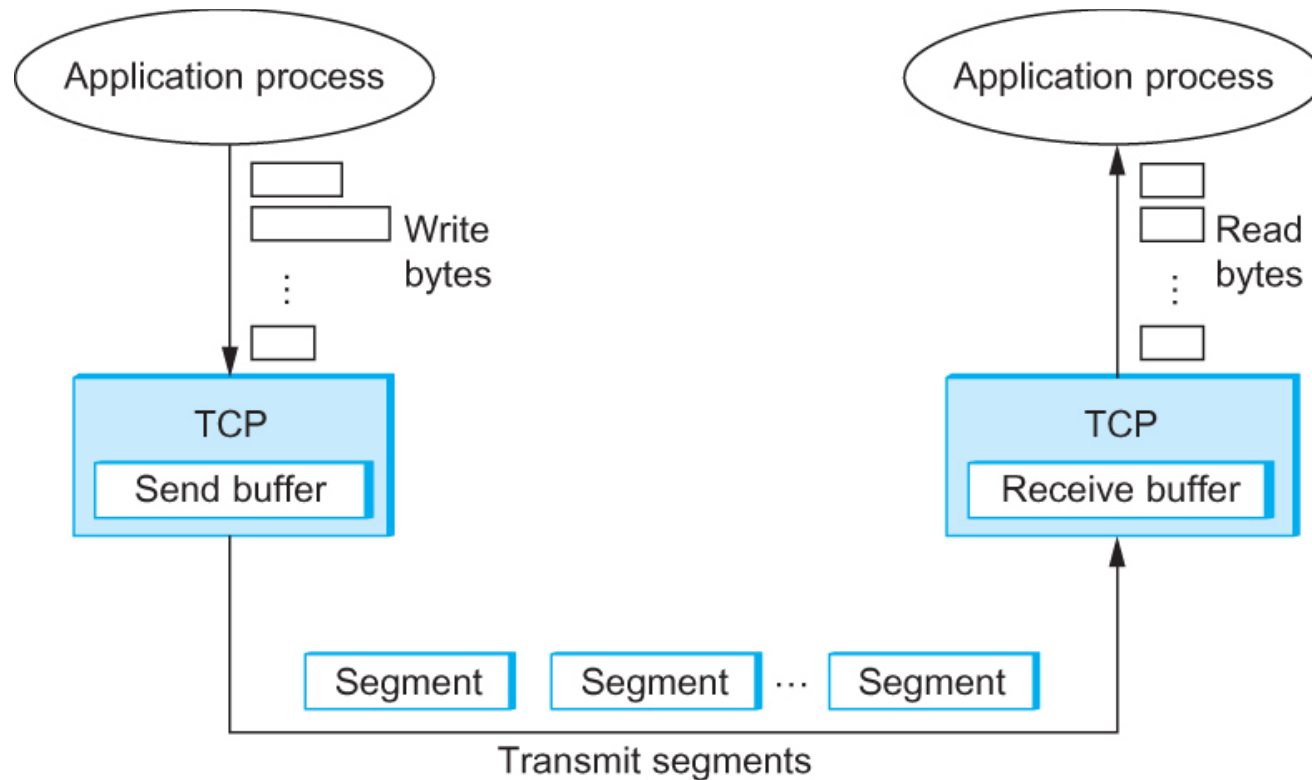 Application process
Application process
Write
bytes
⋮
Read
bytes
⋮
TCP
Send buffer
TCP
Receive buffer
Segment
Segment
⋯
Segment
Transmit segments